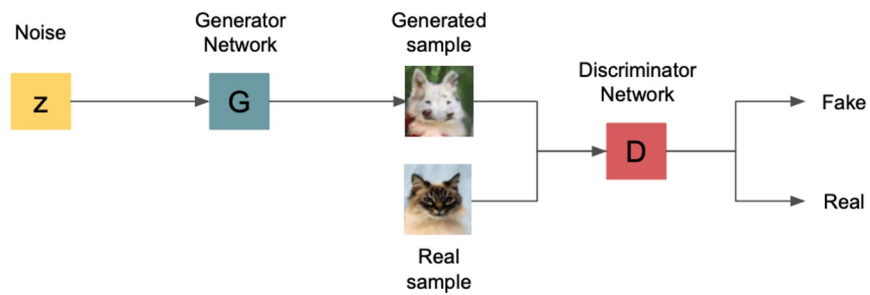 Noise
z
Generator
Network
G
Generated
sample
Real
sample
Discriminator
Network
D
Fake
Real